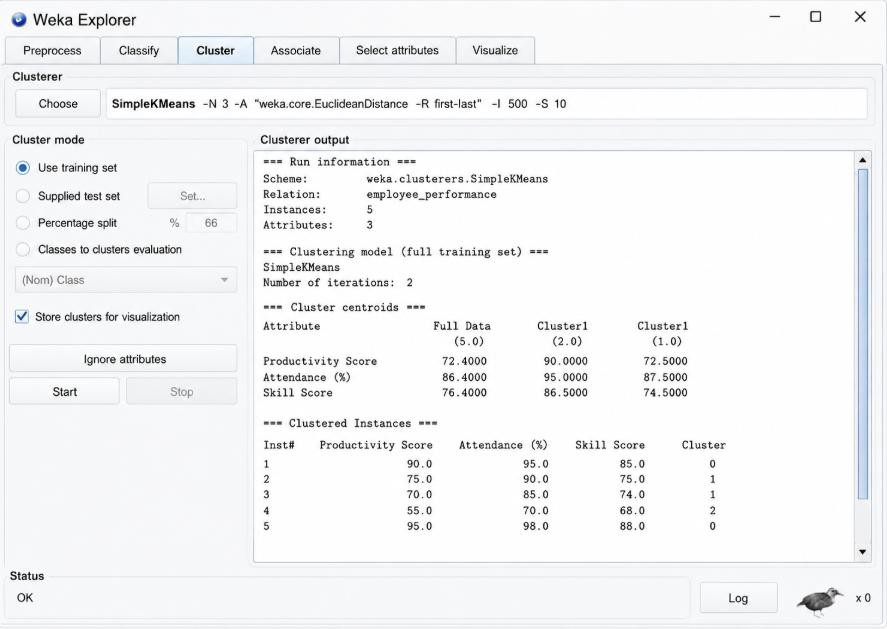 Weka Explorer
Preprocess Classify Cluster Associate Select attributes Visualize
Clusterer
Choose SimpleKMeans -N 3 -A "weka.core.EuclideanDistance -R first-last" -I 500 -S 10
Cluster mode
Use training set
Supplied test set Set...
Percentage split % 66
Classes to clusters evaluation
(Nom) Class
Store clusters for visualization
Ignore attributes
Start Stop
Clusterer output
=== Run information ===
Scheme: weka.clusterers.SimpleKMeans
Relation: employee_performance
Instances: 5
Attributes: 3
=== Clustering model (full training set) ===
SimpleKMeans
Number of iterations: 2
=== Cluster centroids ===
Attribute Full Data Cluster1 Cluster1
(5.0) (2.0) (1.0)
Productivity Score 72.4000 90.0000 72.5000
Attendance (%) 86.4000 95.0000 87.5000
Skill Score 76.4000 86.5000 74.5000
=== Clustered Instances ===
Inst# Productivity Score Attendance (%) Skill Score Cluster
1 90.0 95.0 85.0 0
2 75.0 90.0 75.0 1
3 70.0 85.0 74.0 1
4 55.0 70.0 68.0 2
5 95.0 98.0 88.0 0
Status
OK
Log
x 0